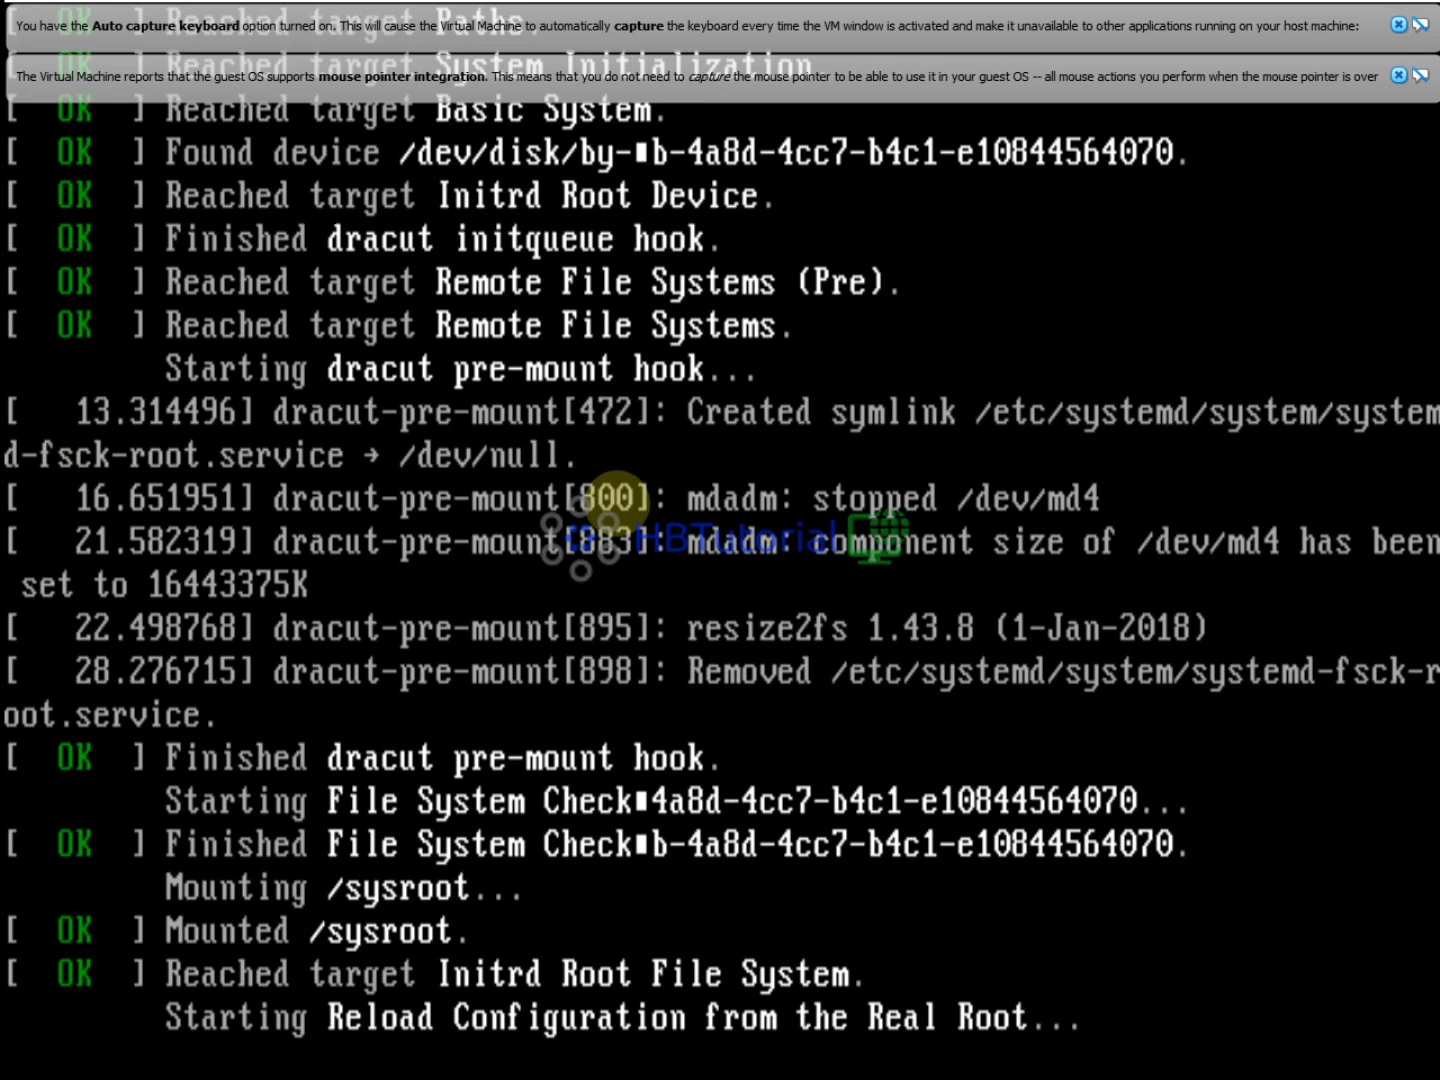 You have the Auto capture keyboard option turned on. This will cause the Virtual Machine to automatically capture the keyboard every time the VM window is activated and make it unavailable to other applications running on your host machine:
[ OK ] Reached target Paths.
[ OK ] Reached target System Initialization
The Virtual Machine reports that the guest OS supports mouse pointer integration. This means that you do not need to capture the mouse pointer to be able to use it in your guest OS -- all mouse actions you perform when the mouse pointer is over
[ OK ] Reached target Basic System.
[ OK ] Found device /dev/disk/by-■b-4a8d-4cc7-b4c1-e10844564070.
[ OK ] Reached target Initrd Root Device.
[ OK ] Finished dracut initqueue hook.
[ OK ] Reached target Remote File Systems (Pre).
[ OK ] Reached target Remote File Systems.
Starting dracut pre-mount hook...
[ 13.314496] dracut-pre-mount[472]: Created symlink /etc/systemd/system/system
d-fsck-root.service → /dev/null.
[ 16.651951] dracut-pre-mount[800]: mdadm: stopped /dev/md4
HBTutorial
[ 21.582319] dracut-pre-mount mdadm: component size of /dev/md4 has been
set to 16443375K
[ 22.498768] dracut-pre-mount[895]: resize2fs 1.43.8 (1-Jan-2018)
[ 28.276715] dracut-pre-mount[898]: Removed /etc/systemd/system/systemd-fsck-r
oot.service.
[ OK ] Finished dracut pre-mount hook.
Starting File System Check■4a8d-4cc7-b4c1-e10844564070...
[ OK ] Finished File System Check■b-4a8d-4cc7-b4c1-e10844564070.
Mounting /sysroot...
[ OK ] Mounted /sysroot.
[ OK ] Reached target Initrd Root File System.
Starting Reload Configuration from the Real Root...